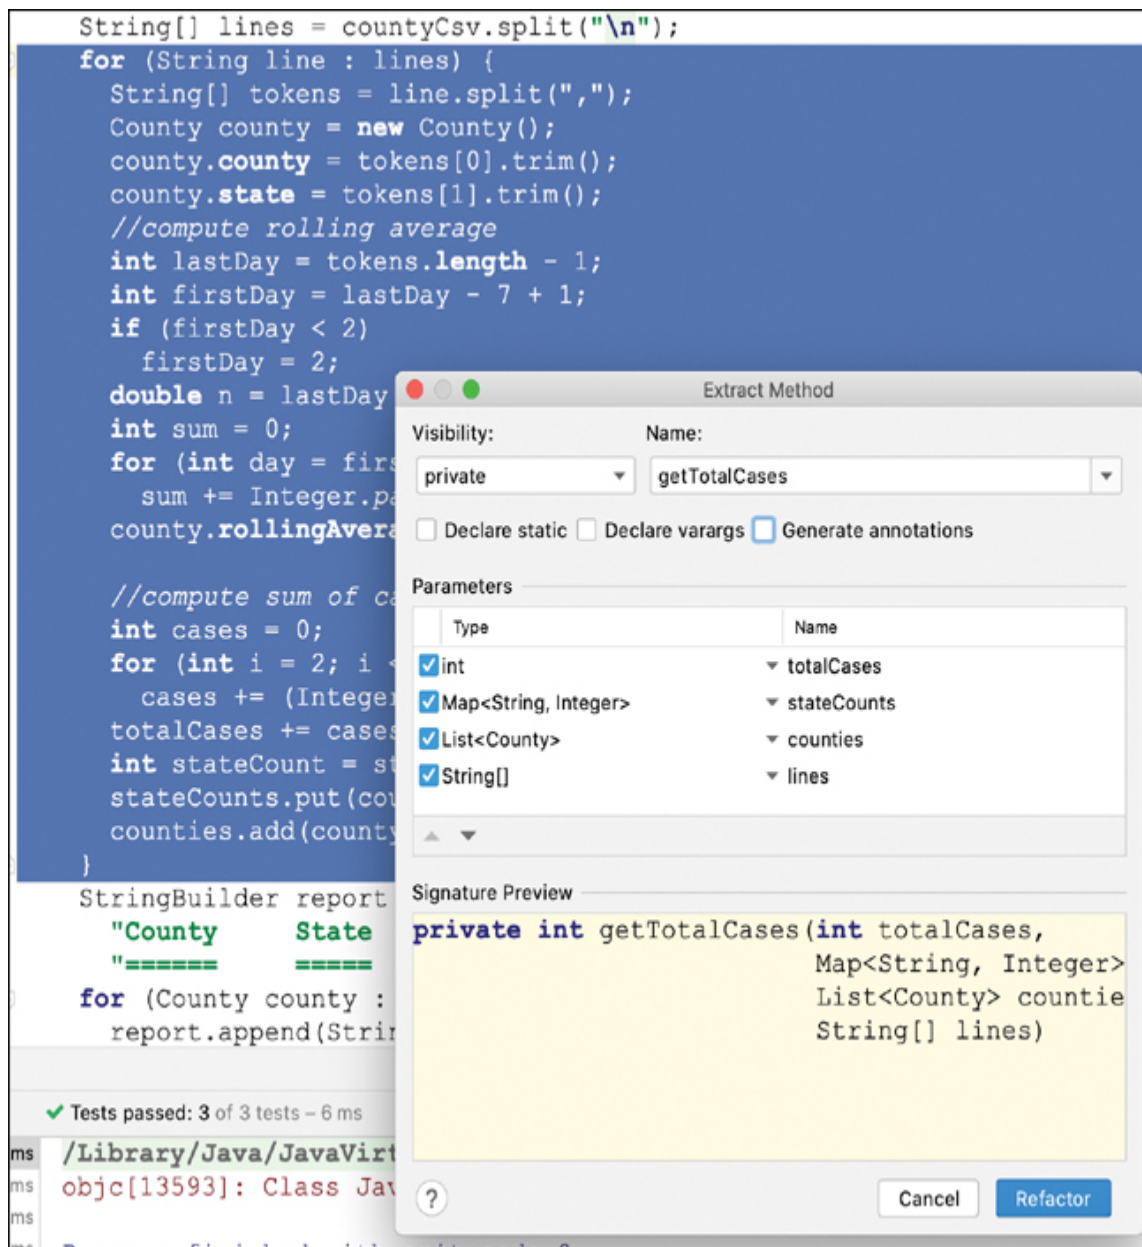 String[] lines = countyCsv.split("\n");
for (String line : lines) {
String[] tokens = line.split(",");
County county = new County();
county.county = tokens[0].trim();
county.state = tokens[1].trim();
//compute rolling average
int lastDay = tokens.length - 1;
int firstDay = lastDay - 7 + 1;
if (firstDay < 2)
firstDay = 2;
double n = lastDay
int sum = 0;
for (int day = firs
sum += Integer.pa
county.rollingAvera
//compute sum of ca
int cases = 0;
for (int i = 2; i <
cases += (Integer
totalCases += cases
int stateCount = st
stateCounts.put(cou
counties.add(county
}
StringBuilder report
"County State
"====== =====
for (County county :
report.append(Strin
Tests passed: 3 of 3 tests – 6 ms
ms /Library/Java/JavaVirt
ms objc[13593]: Class Jav
ms
Extract Method
Visibility: Name:
private getTotalCases
Declare static Declare varargs Generate annotations
Parameters
Type Name
int totalCases
Map<String, Integer> stateCounts
List<County> counties
String[] lines
Signature Preview
private int getTotalCases(int totalCases,
Map<String, Integer>
List<County> countie
String[] lines)
? Cancel Refactor